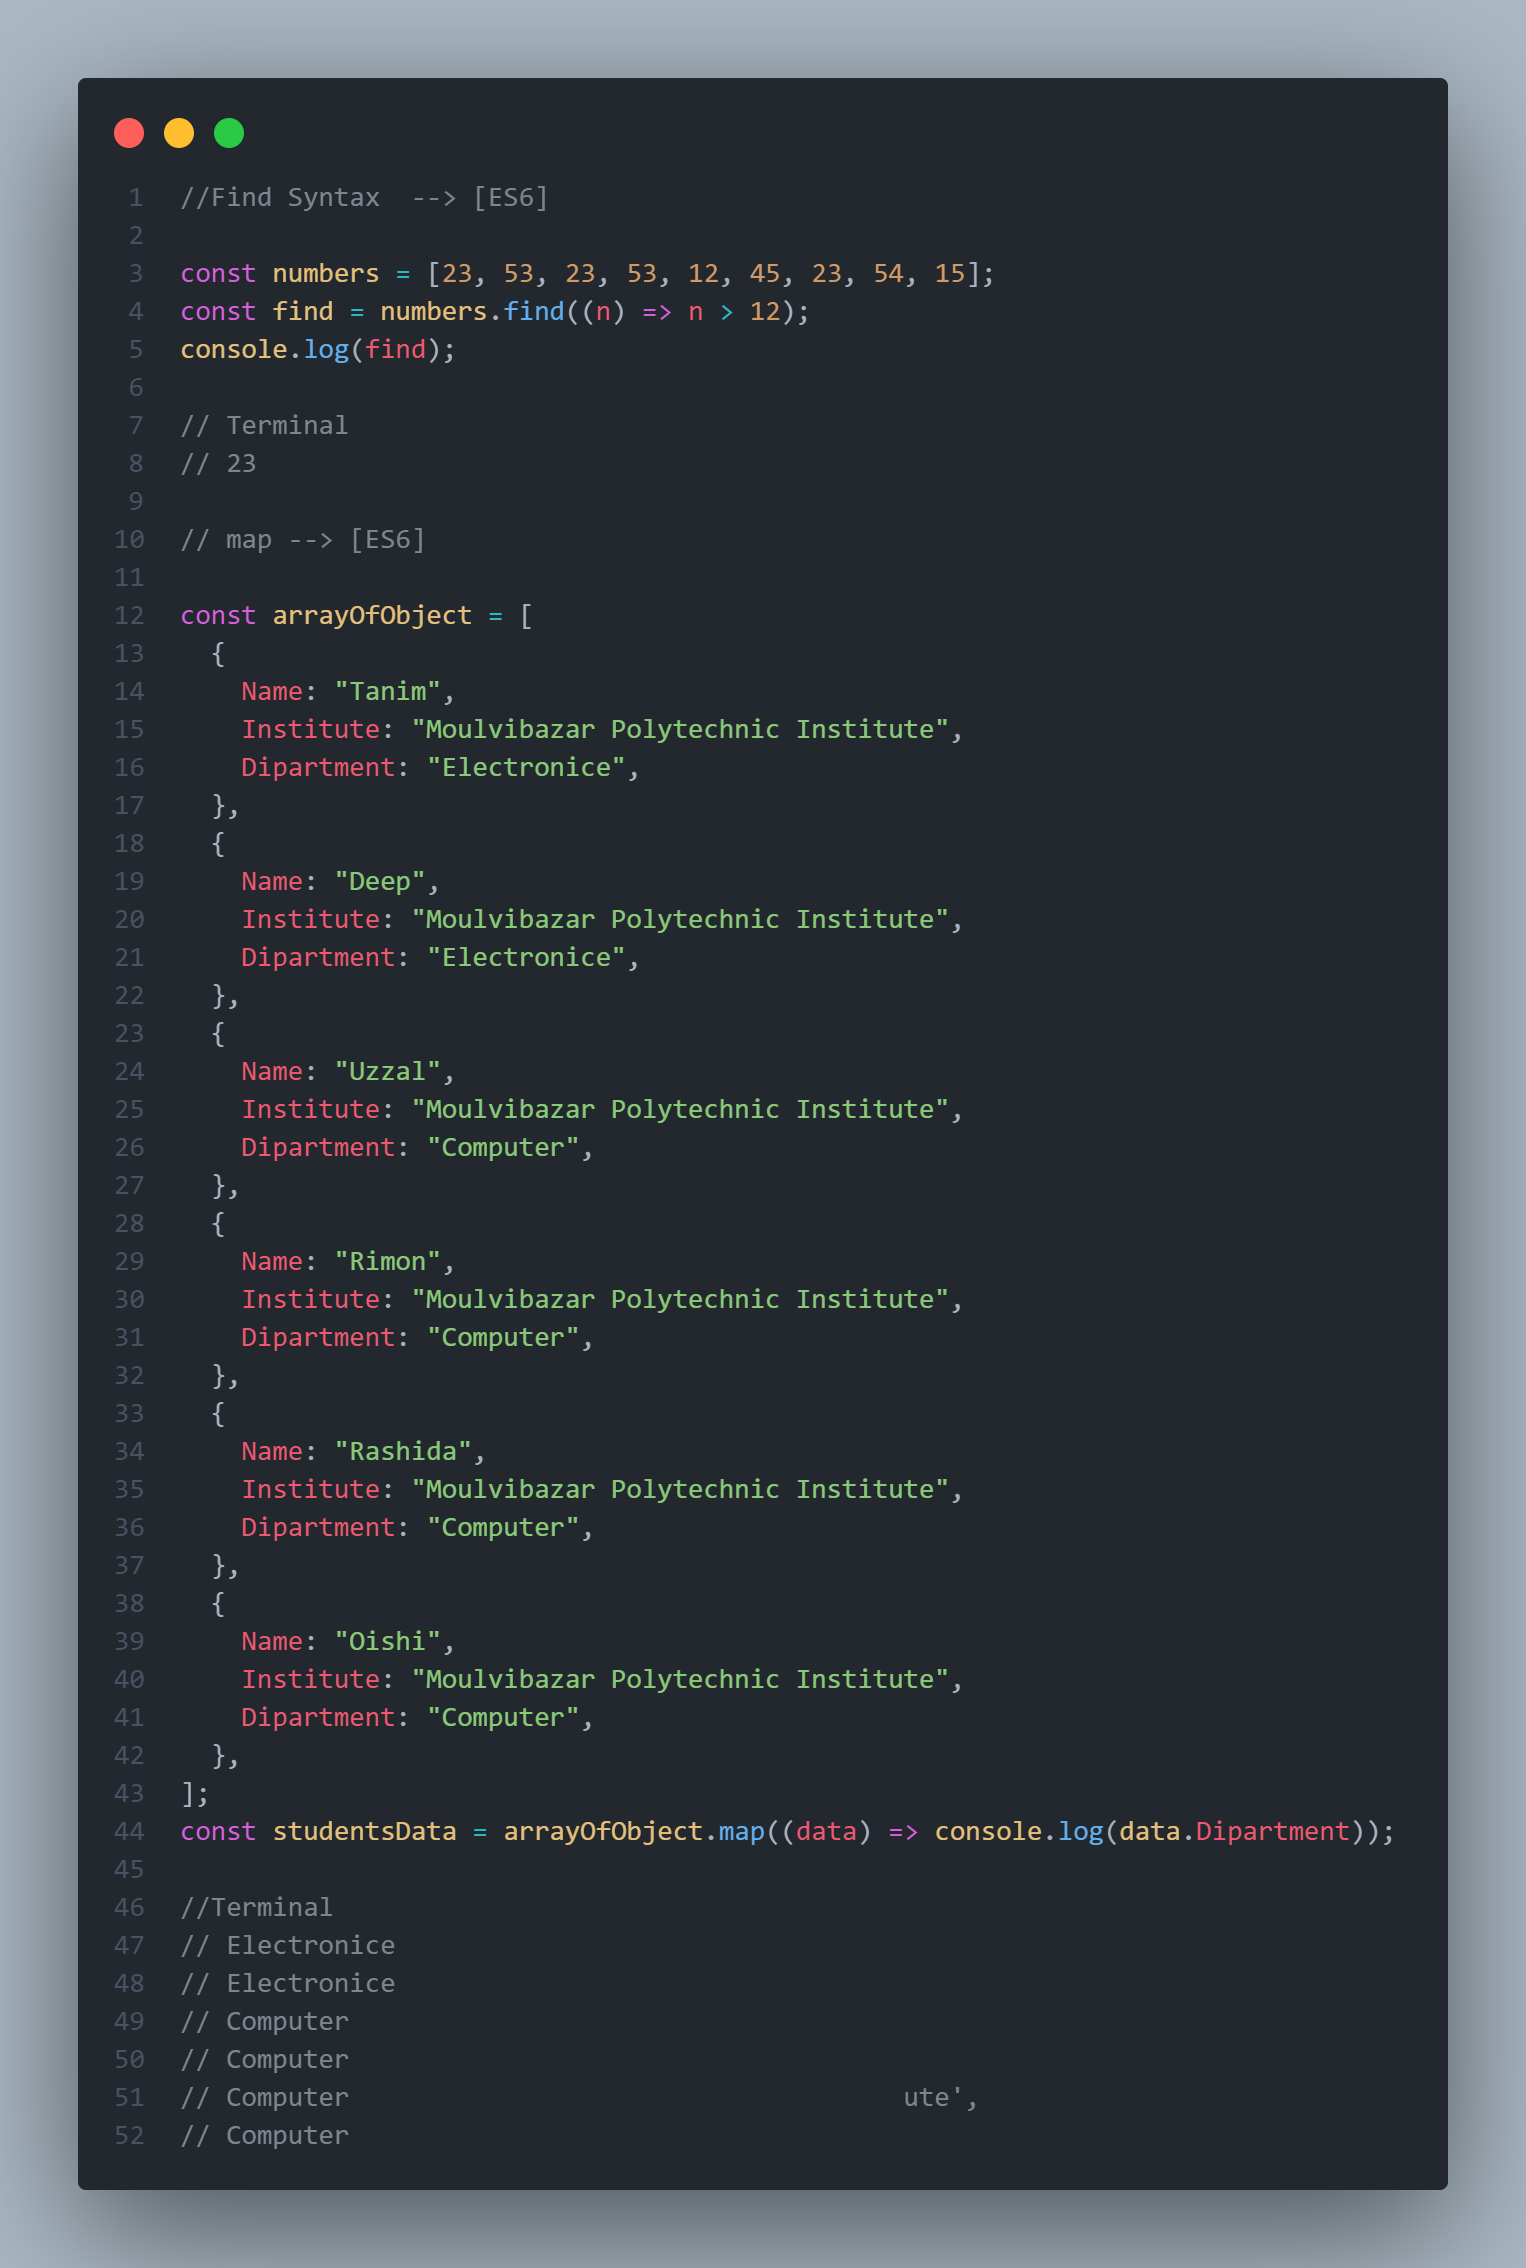 1 //Find Syntax  --> [ES6]
2
3 const numbers = [23, 53, 23, 53, 12, 45, 23, 54, 15];
4 const find = numbers.find((n) => n > 12);
5 console.log(find);
6
7 // Terminal
8 // 23
9
10 // map --> [ES6]
11
12 const arrayOfObject = [
13   {
14     Name: "Tanim",
15     Institute: "Moulvibazar Polytechnic Institute",
16     Dipartment: "Electronice",
17   },
18   {
19     Name: "Deep",
20     Institute: "Moulvibazar Polytechnic Institute",
21     Dipartment: "Electronice",
22   },
23   {
24     Name: "Uzzal",
25     Institute: "Moulvibazar Polytechnic Institute",
26     Dipartment: "Computer",
27   },
28   {
29     Name: "Rimon",
30     Institute: "Moulvibazar Polytechnic Institute",
31     Dipartment: "Computer",
32   },
33   {
34     Name: "Rashida",
35     Institute: "Moulvibazar Polytechnic Institute",
36     Dipartment: "Computer",
37   },
38   {
39     Name: "Oishi",
40     Institute: "Moulvibazar Polytechnic Institute",
41     Dipartment: "Computer",
42   },
43 ];
44 const studentsData = arrayOfObject.map((data) => console.log(data.Dipartment));
45
46 //Terminal
47 // Electronice
48 // Electronice
49 // Computer
50 // Computer
51 // Computer                                    ute',
52 // Computer